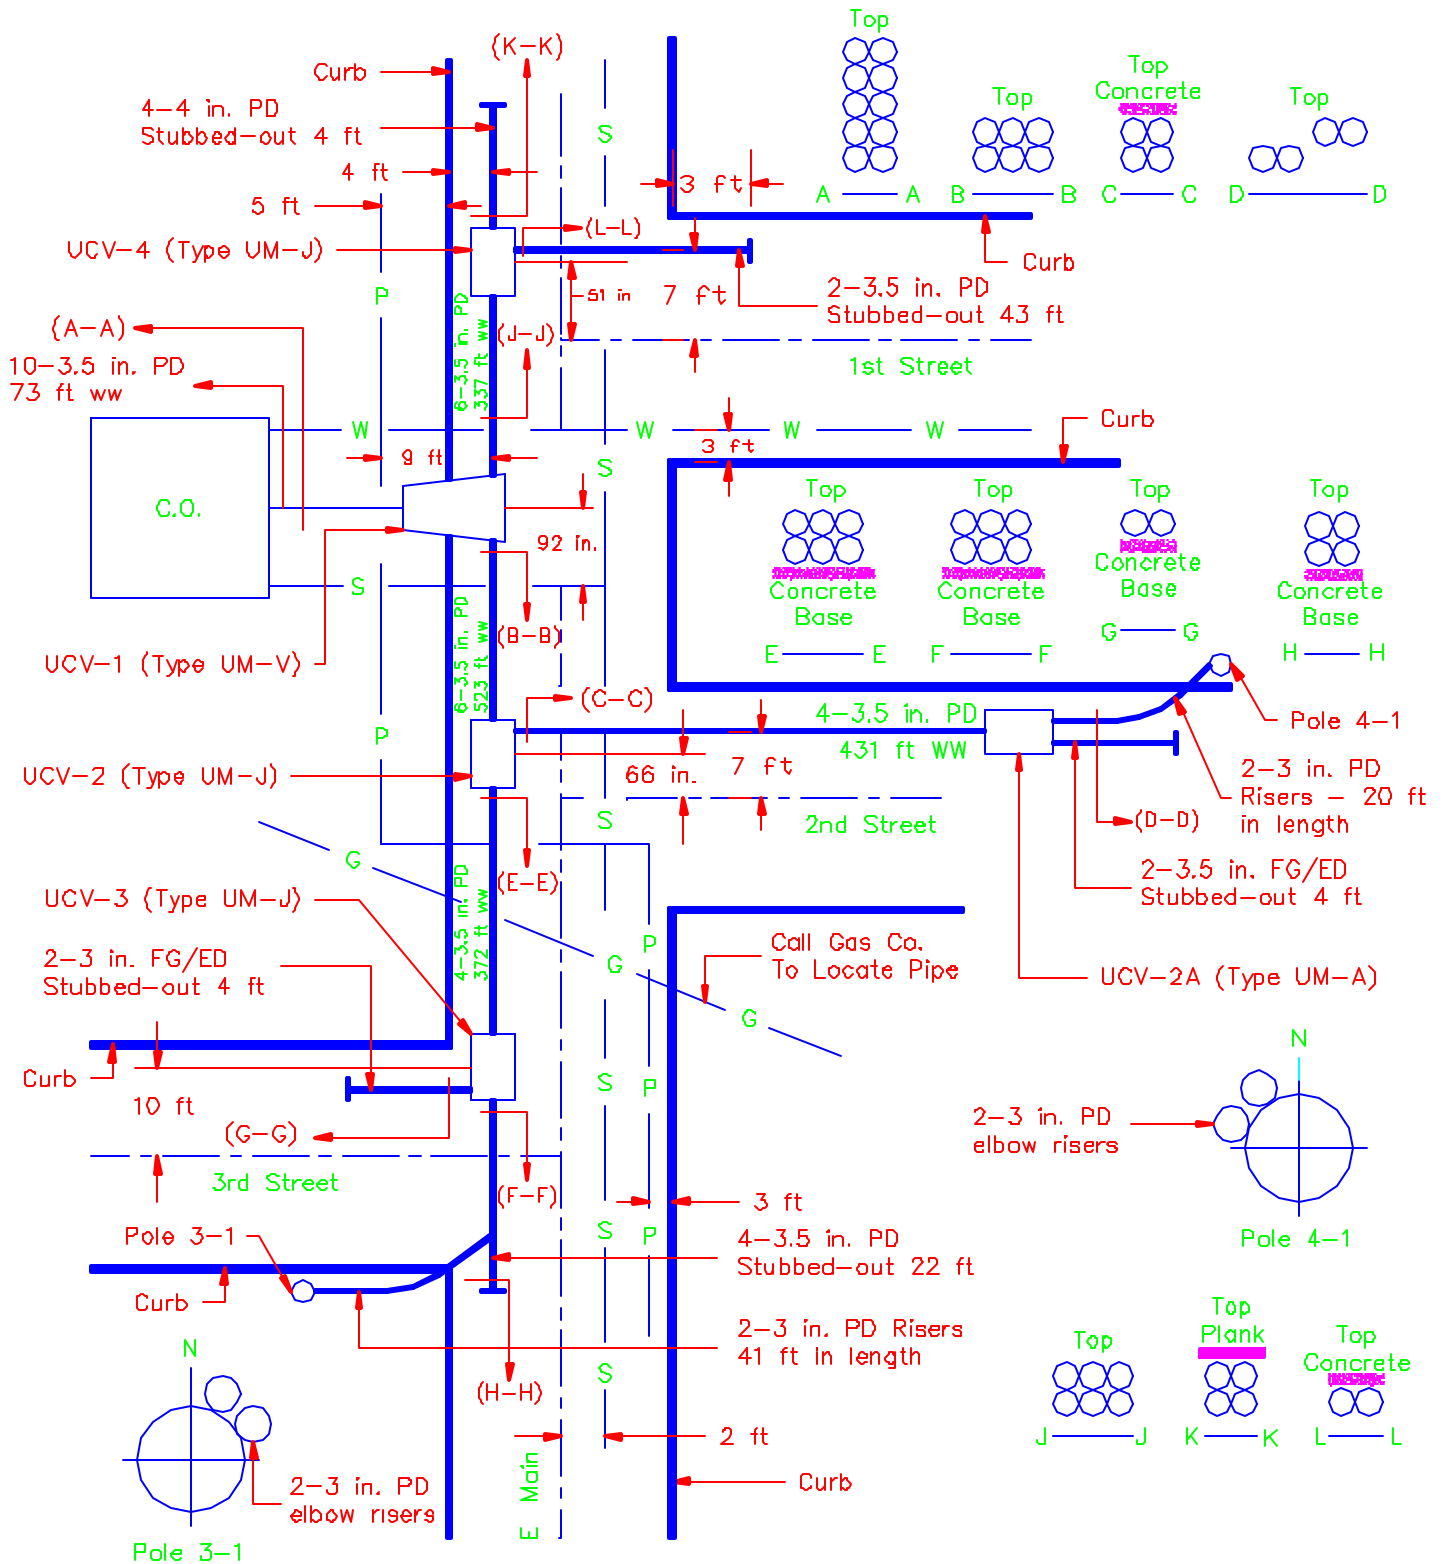 Top
(K-K)
Curb
Top
Concrete
Top
Top
4-4 in. PD
Stubbed-out 4 ft
S
4 ft
3 ft
A A
B B
C C
D D
5 ft
(L-L)
UCV-4 (Type UM-J)
Curb
P
51 in
7 ft
2-3.5 in. PD
Stubbed-out 43 ft
(A-A)
(J-J)
6-3.5 in. PD
337 ft ww
10-3.5 in. PD
73 ft ww
1st Street
W
W
W
W
Curb
3 ft
9 ft
S
Top
Top
Top
Top
C.O.
92 in.
Concrete
Base
Concrete
Base
Concrete
Base
Concrete
Base
S
6-3.5 in. PD
523 ft ww
(B-B)
G G
E E
F F
H H
UCV-1 (Type UM-V)
(C-C)
4-3.5 in. PD
431 ft WW
Pole 4-1
P
UCV-2 (Type UM-J)
66 in.
7 ft
2-3 in. PD
Risers - 20 ft
in length
S
2nd Street
(D-D)
G
(E-E)
2-3.5 in. FG/ED
Stubbed-out 4 ft
UCV-3 (Type UM-J)
4-3.5 in. PD
372 ft ww
2-3 in. FG/ED
Stubbed-out 4 ft
P
Call Gas Co.
To Locate Pipe
G
UCV-2A (Type UM-A)
G
N
Curb
S
P
10 ft
2-3 in. PD
elbow risers
(G-G)
3rd Street
(F-F)
3 ft
Pole 3-1
S
P
4-3.5 in. PD
Stubbed-out 22 ft
Pole 4-1
Curb
Top
Plank
2-3 in. PD Risers
41 ft in length
Top
Top
Concrete
N
S
(H-H)
J J
K K
L L
2 ft
E Main
Curb
2-3 in. PD
elbow risers
Pole 3-1